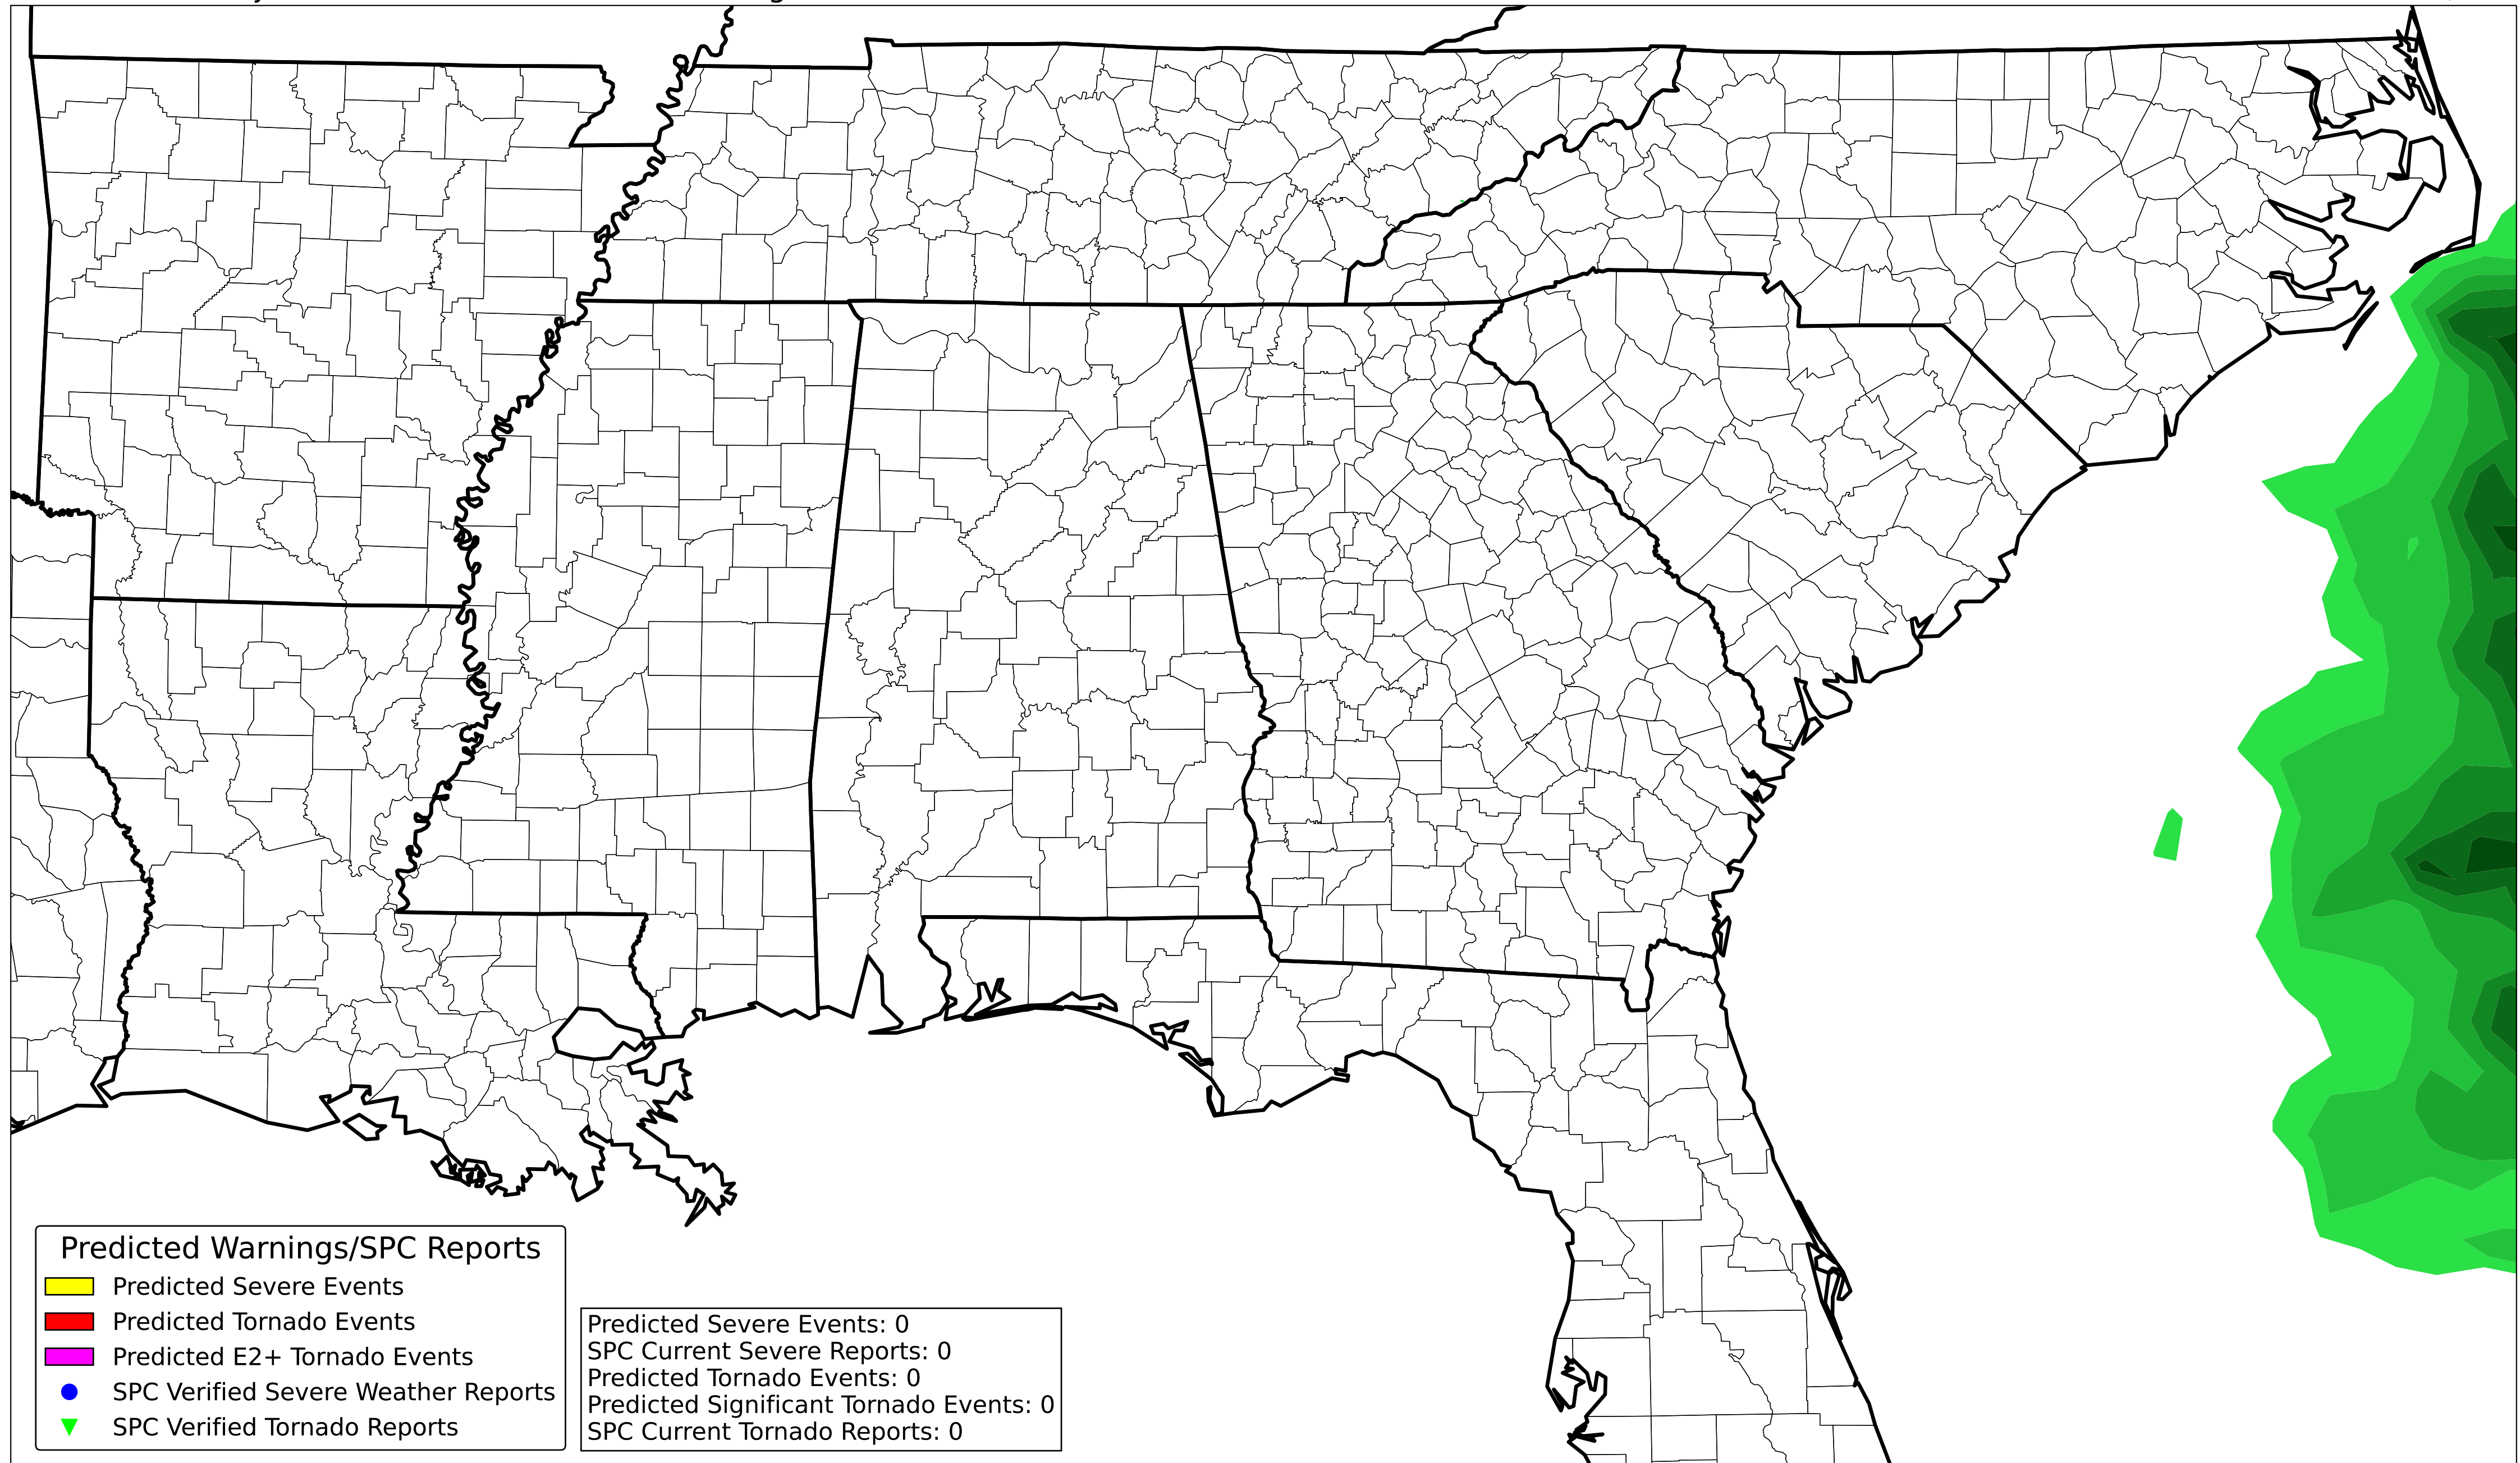 Predicted Warnings/SPC Reports
Predicted Severe Events
Predicted Tornado Events
Predicted E2+ Tornado Events
SPC Verified Severe Weather Reports
SPC Verified Tornado Reports
Predicted Severe Events: 0
SPC Current Severe Reports: 0
Predicted Tornado Events: 0
Predicted Significant Tornado Events: 0
SPC Current Tornado Reports: 0